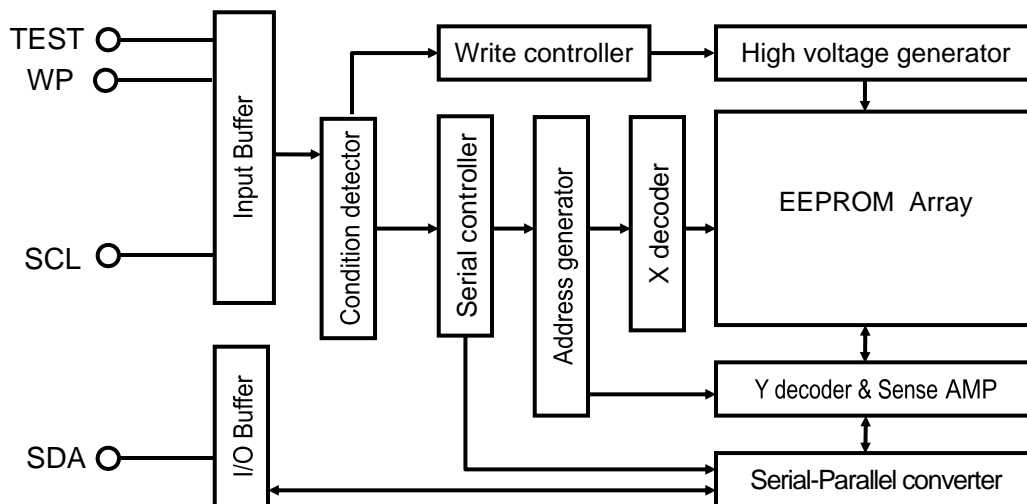 TEST
WP
SCL
SDA
Input Buffer
I/O Buffer
Condition detector
Write controller
High voltage generator
Serial controller
Address generator
X decoder
EEPROM Array
Y decoder & Sense AMP
Serial-Parallel converter